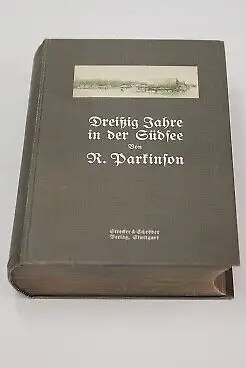 Dreißig Jahre
in der Südsee
Von
R. Parkinson
Strecker & Schröder
Verlag, Stuttgart